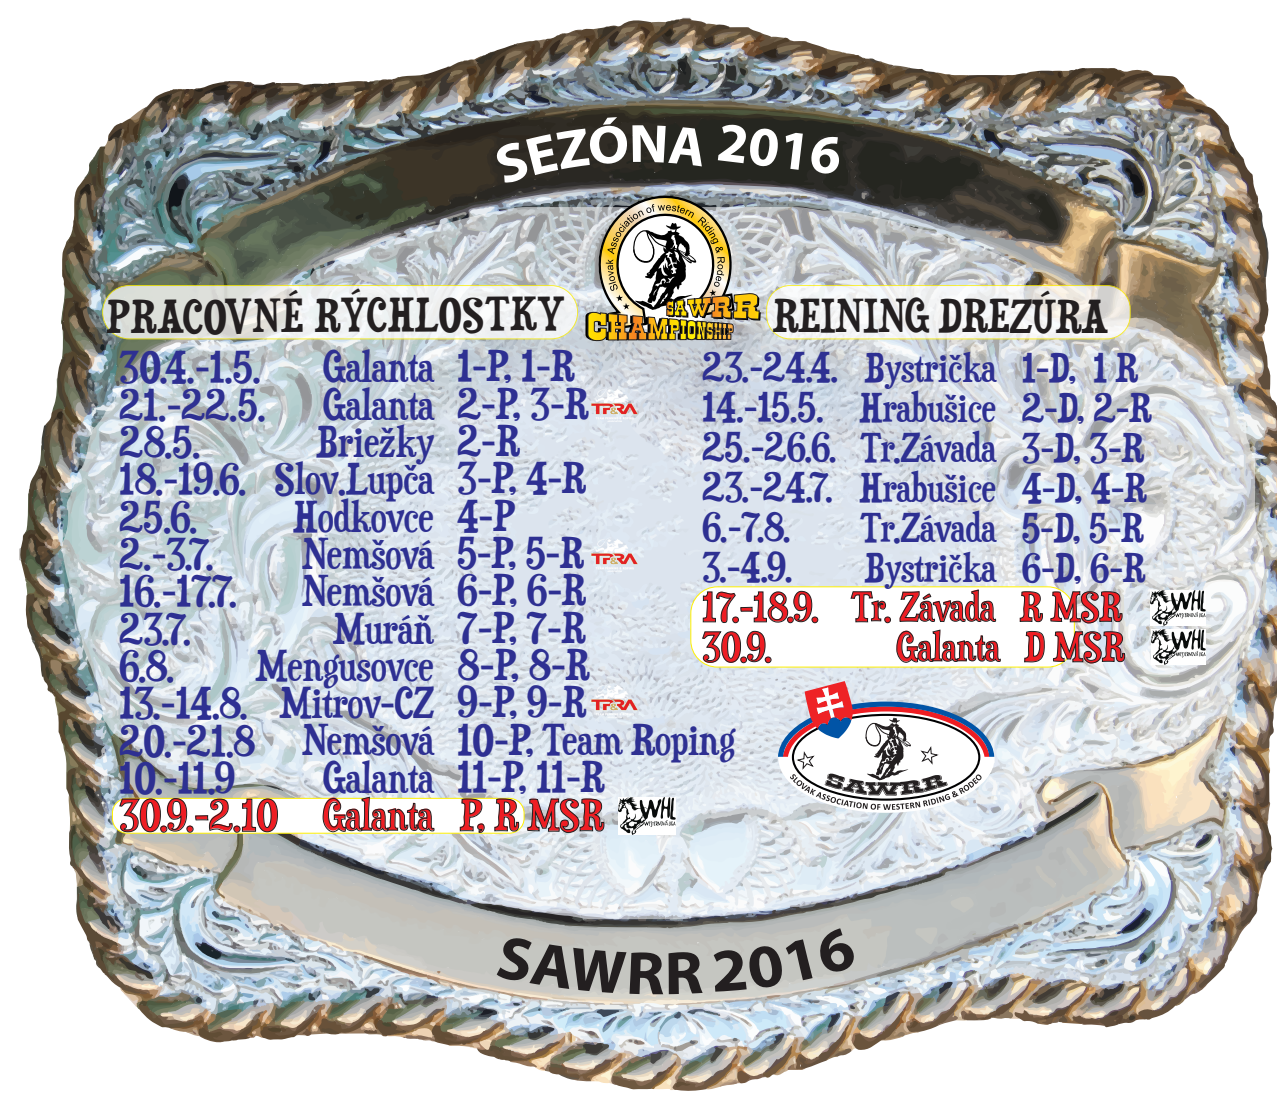 SEZÓNA 2016
Slovak Association of western Riding & Rodeo
SAWRR
CHAMPIONSHIP
PRACOVNÉ RÝCHLOSTKY
30.4.-1.5. Galanta 1-P, 1-R
21.-22.5. Galanta 2-P, 3-R TPRA
28.5. Briežky 2-R
18.-19.6. Slov.Lupča 3-P, 4-R
25.6. Hodkovce 4-P
2.-3.7. Nemšová 5-P, 5-R TPRA
16.-17.7. Nemšová 6-P, 6-R
23.7. Muráň 7-P, 7-R
6.8. Mengusovce 8-P, 8-R
13.-14.8. Mitrov-CZ 9-P, 9-R TPRA
20.-21.8 Nemšová 10-P, Team Roping
10.-11.9 Galanta 11-P, 11-R
30.9.-2.10 Galanta P, R MSR WHL
REINING DREZÚRA
23.-24.4. Bystrička 1-D, 1 R
14.-15.5. Hrabušice 2-D, 2-R
25.-26.6. Tr.Závada 3-D, 3-R
23.-24.7. Hrabušice 4-D, 4-R
6.-7.8. Tr.Závada 5-D, 5-R
3.-4.9. Bystrička 6-D, 6-R
17.-18.9. Tr. Závada R MSR WHL
30.9. Galanta D MSR WHL
SAWRR
SLOVAK ASSOCIATION OF WESTERN RIDING & RODEO
SAWRR 2016